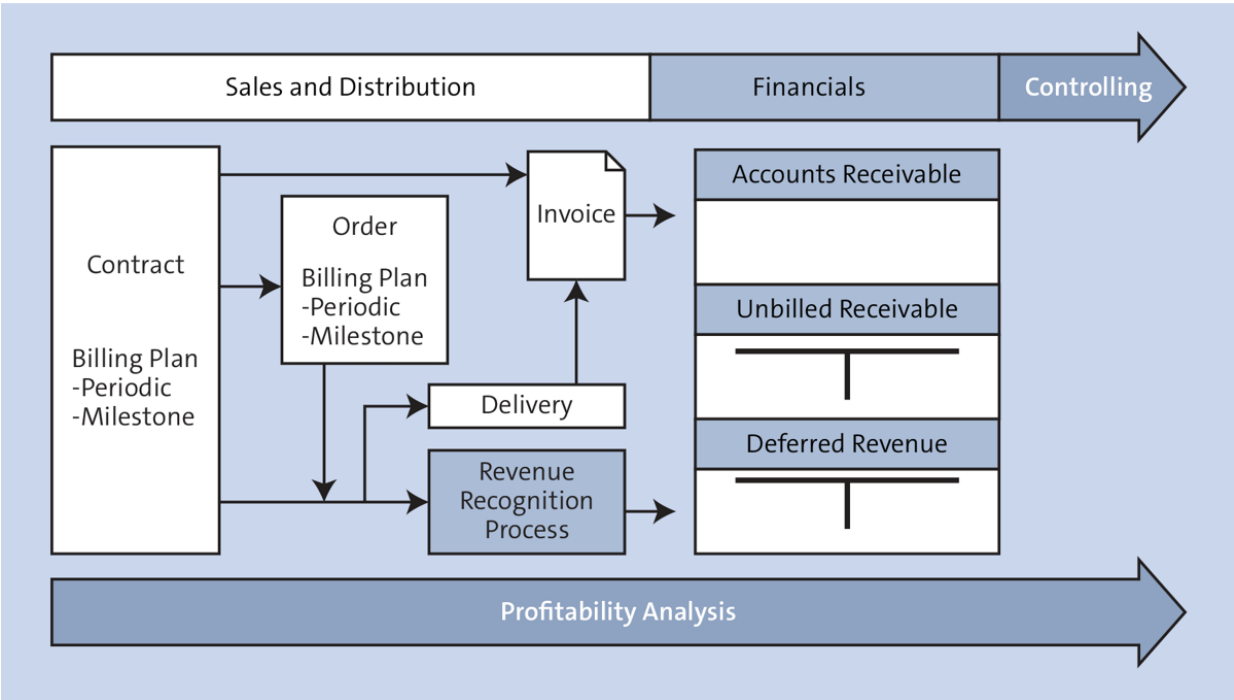 Sales and Distribution
Financials
Controlling
Contract
Billing Plan
-Periodic
-Milestone
Order
Billing Plan
-Periodic
-Milestone
Invoice
Delivery
Revenue
Recognition
Process
Accounts Receivable
Unbilled Receivable
Deferred Revenue
Profitability Analysis